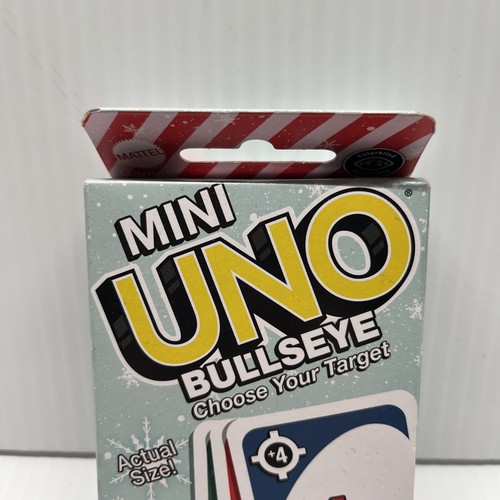 MATTEL
MINI
UNO
®
BULLSEYE
Choose Your Target
Actual
Size!
+4